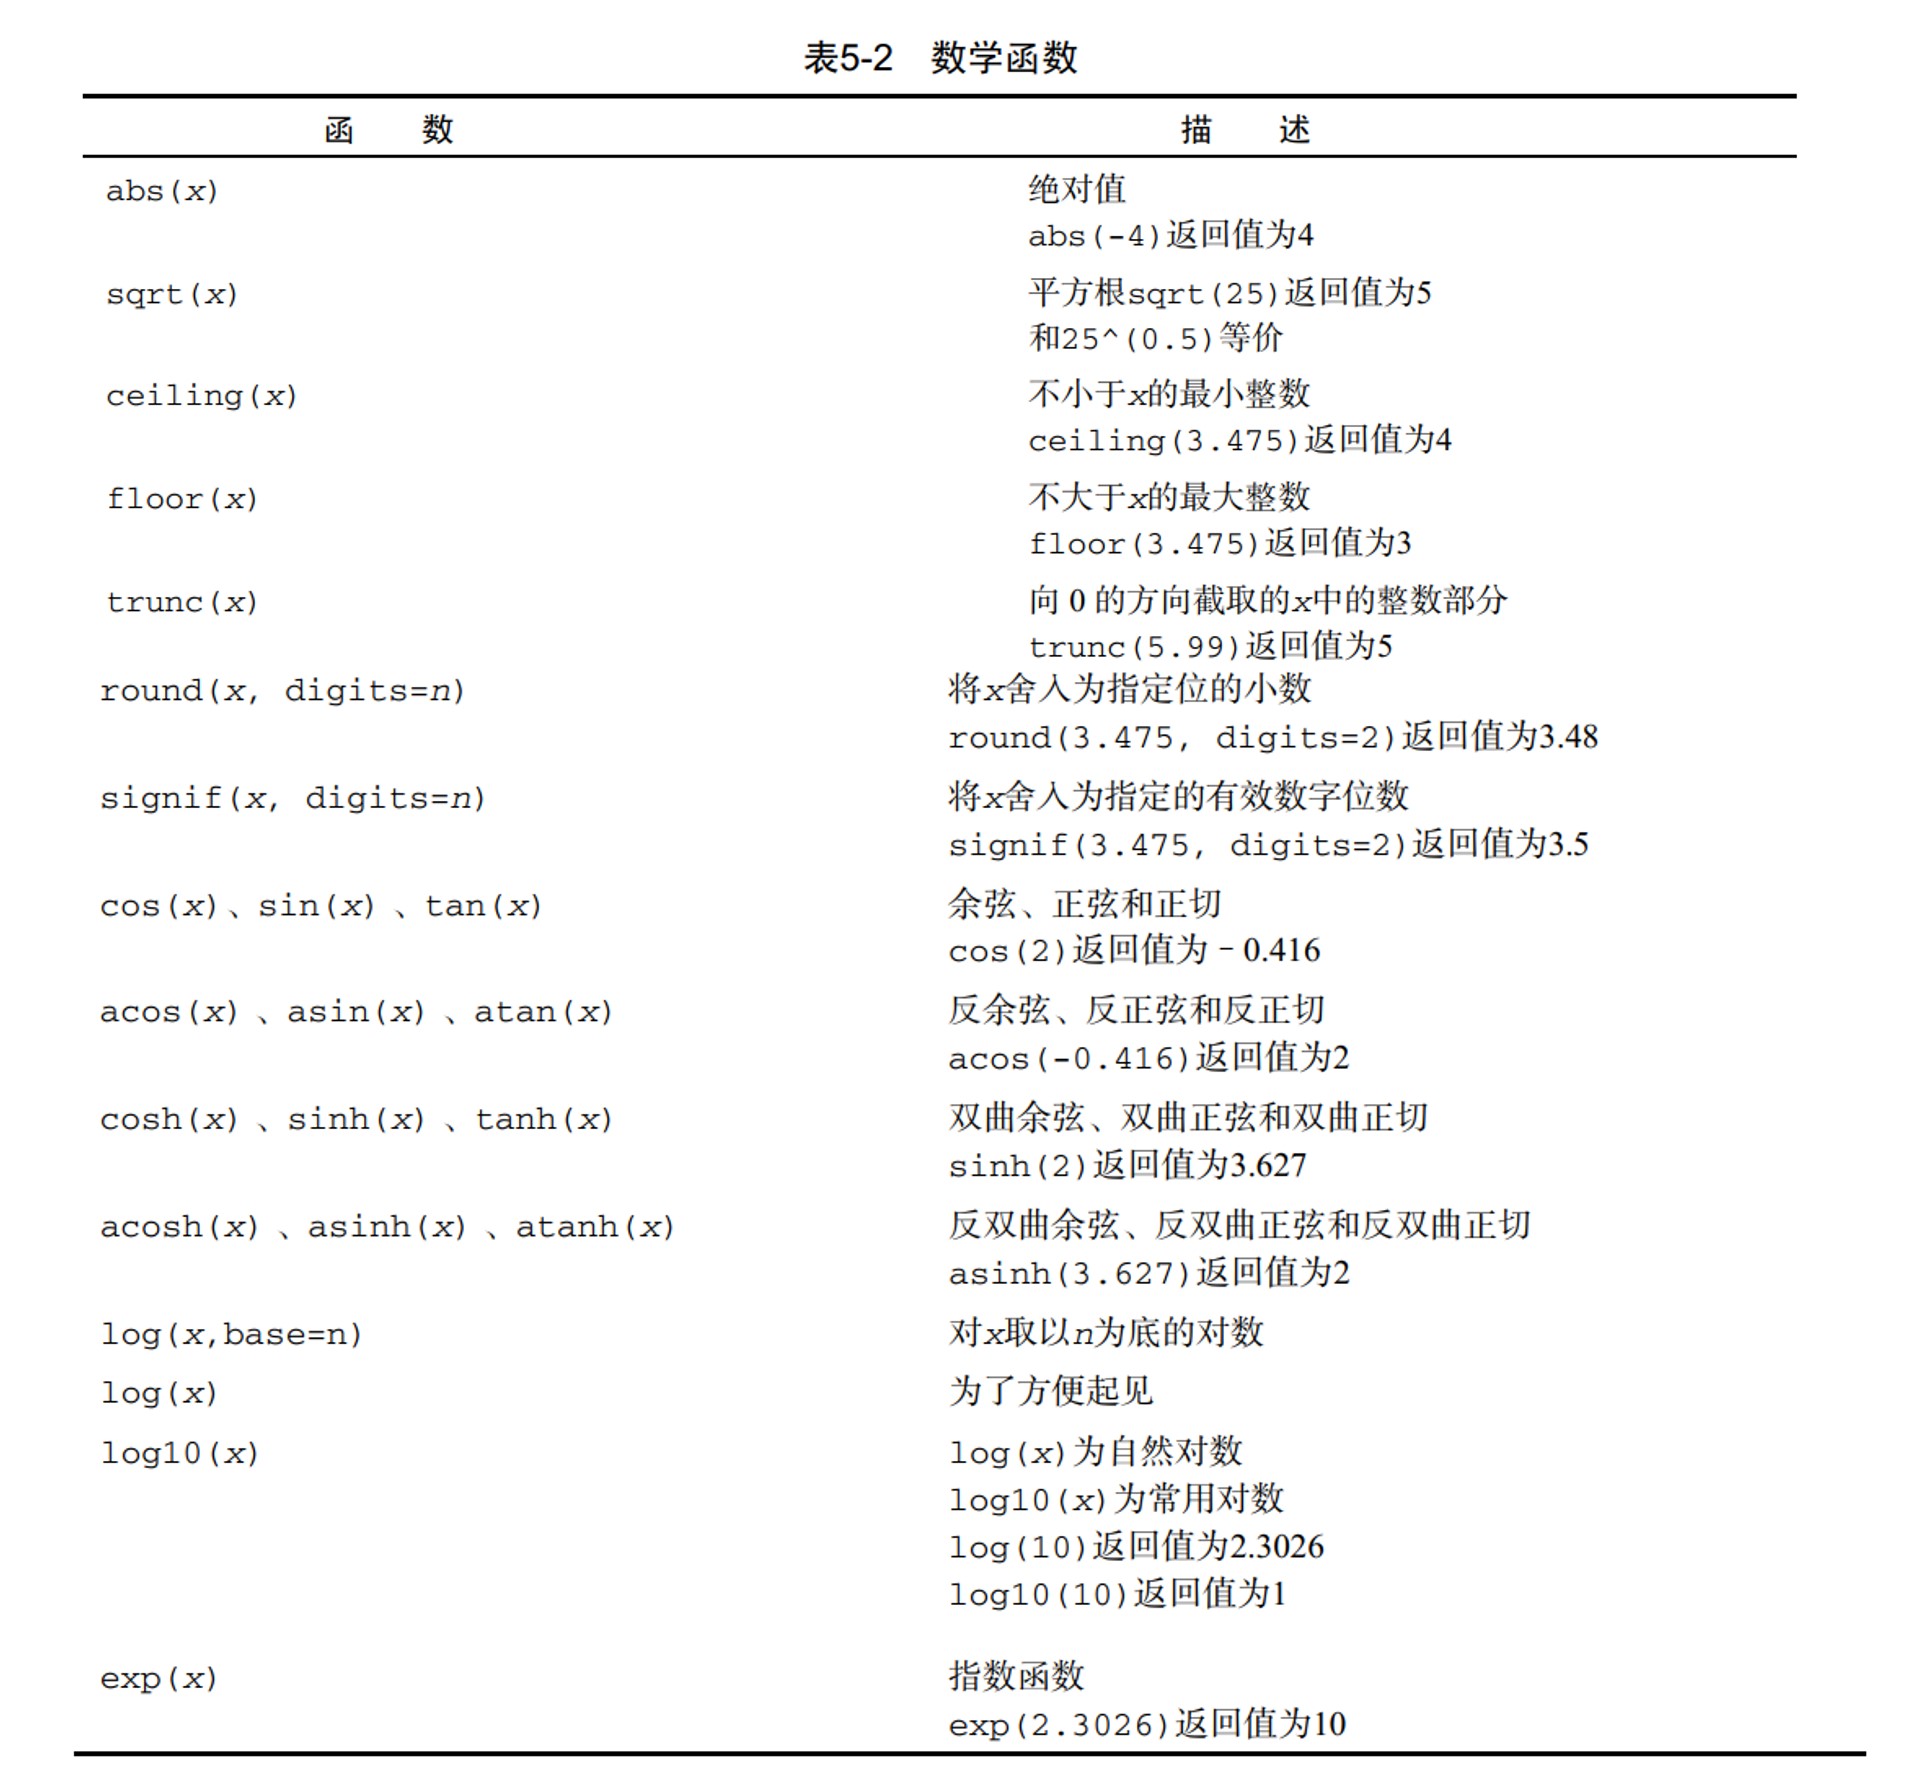 表5-2 数学函数
函 数 描 述
abs(x) 绝对值
abs(-4)返回值为4
sqrt(x) 平方根sqrt(25)返回值为5
和25^(0.5)等价
ceiling(x) 不小于x的最小整数
ceiling(3.475)返回值为4
floor(x) 不大于x的最大整数
floor(3.475)返回值为3
trunc(x) 向 0 的方向截取的x中的整数部分
trunc(5.99)返回值为5
round(x, digits=n) 将x舍入为指定位的小数
round(3.475, digits=2)返回值为3.48
signif(x, digits=n) 将x舍入为指定的有效数字位数
signif(3.475, digits=2)返回值为3.5
cos(x)、sin(x)、tan(x) 余弦、正弦和正切
cos(2)返回值为–0.416
acos(x)、asin(x)、atan(x) 反余弦、反正弦和反正切
acos(-0.416)返回值为2
cosh(x)、sinh(x)、tanh(x) 双曲余弦、双曲正弦和双曲正切
sinh(2)返回值为3.627
acosh(x)、asinh(x)、atanh(x) 反双曲余弦、反双曲正弦和反双曲正切
asinh(3.627)返回值为2
log(x,base=n) 对x取以n为底的对数
log(x) 为了方便起见
log10(x) log(x)为自然对数
log10(x)为常用对数
log(10)返回值为2.3026
log10(10)返回值为1
exp(x) 指数函数
exp(2.3026)返回值为10